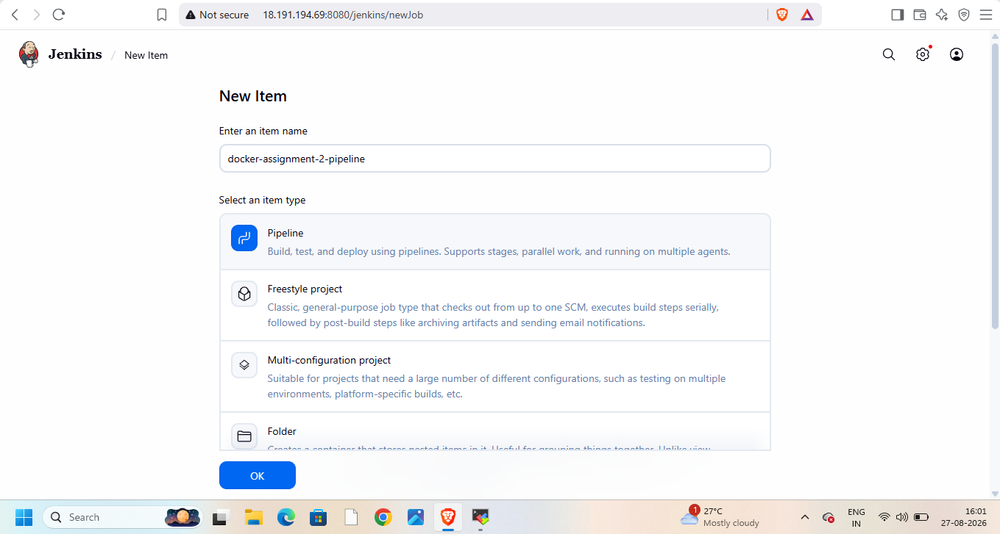 Not secure 18.191.194.69:8080/jenkins/newJob
Jenkins / New Item
New Item
Enter an item name
docker-assignment-2-pipeline
Select an item type
Pipeline
Build, test, and deploy using pipelines. Supports stages, parallel work, and running on multiple agents.
Freestyle project
Classic, general-purpose job type that checks out from up to one SCM, executes build steps serially,
followed by post-build steps like archiving artifacts and sending email notifications.
Multi-configuration project
Suitable for projects that need a large number of different configurations, such as testing on multiple
environments, platform-specific builds, etc.
Folder
Creates a container that stores nested items in it. Useful for grouping things together. Unlike view,
OK
Search
1
27°C
Mostly cloudy
ENG
IN
16:01
27-08-2026